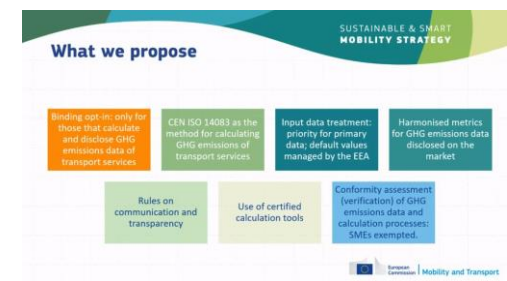 SUSTAINABLE & SMART
MOBILITY STRATEGY
What we propose
Binding opt-in: only for
those that calculate
and disclose GHG
emissions data of
transport services
CEN ISO 14083 as the
method for calculating
GHG emissions of
transport services
Input data treatment:
priority for primary
data; default values
managed by the EEA
Harmonised metrics
for GHG emissions data
disclosed on the
market
Rules on
communication and
transparency
Use of certified
calculation tools
Conformity assessment
(verification) of GHG
emissions data and
calculation processes:
SMEs exempted.
European
Commission
Mobility and Transport